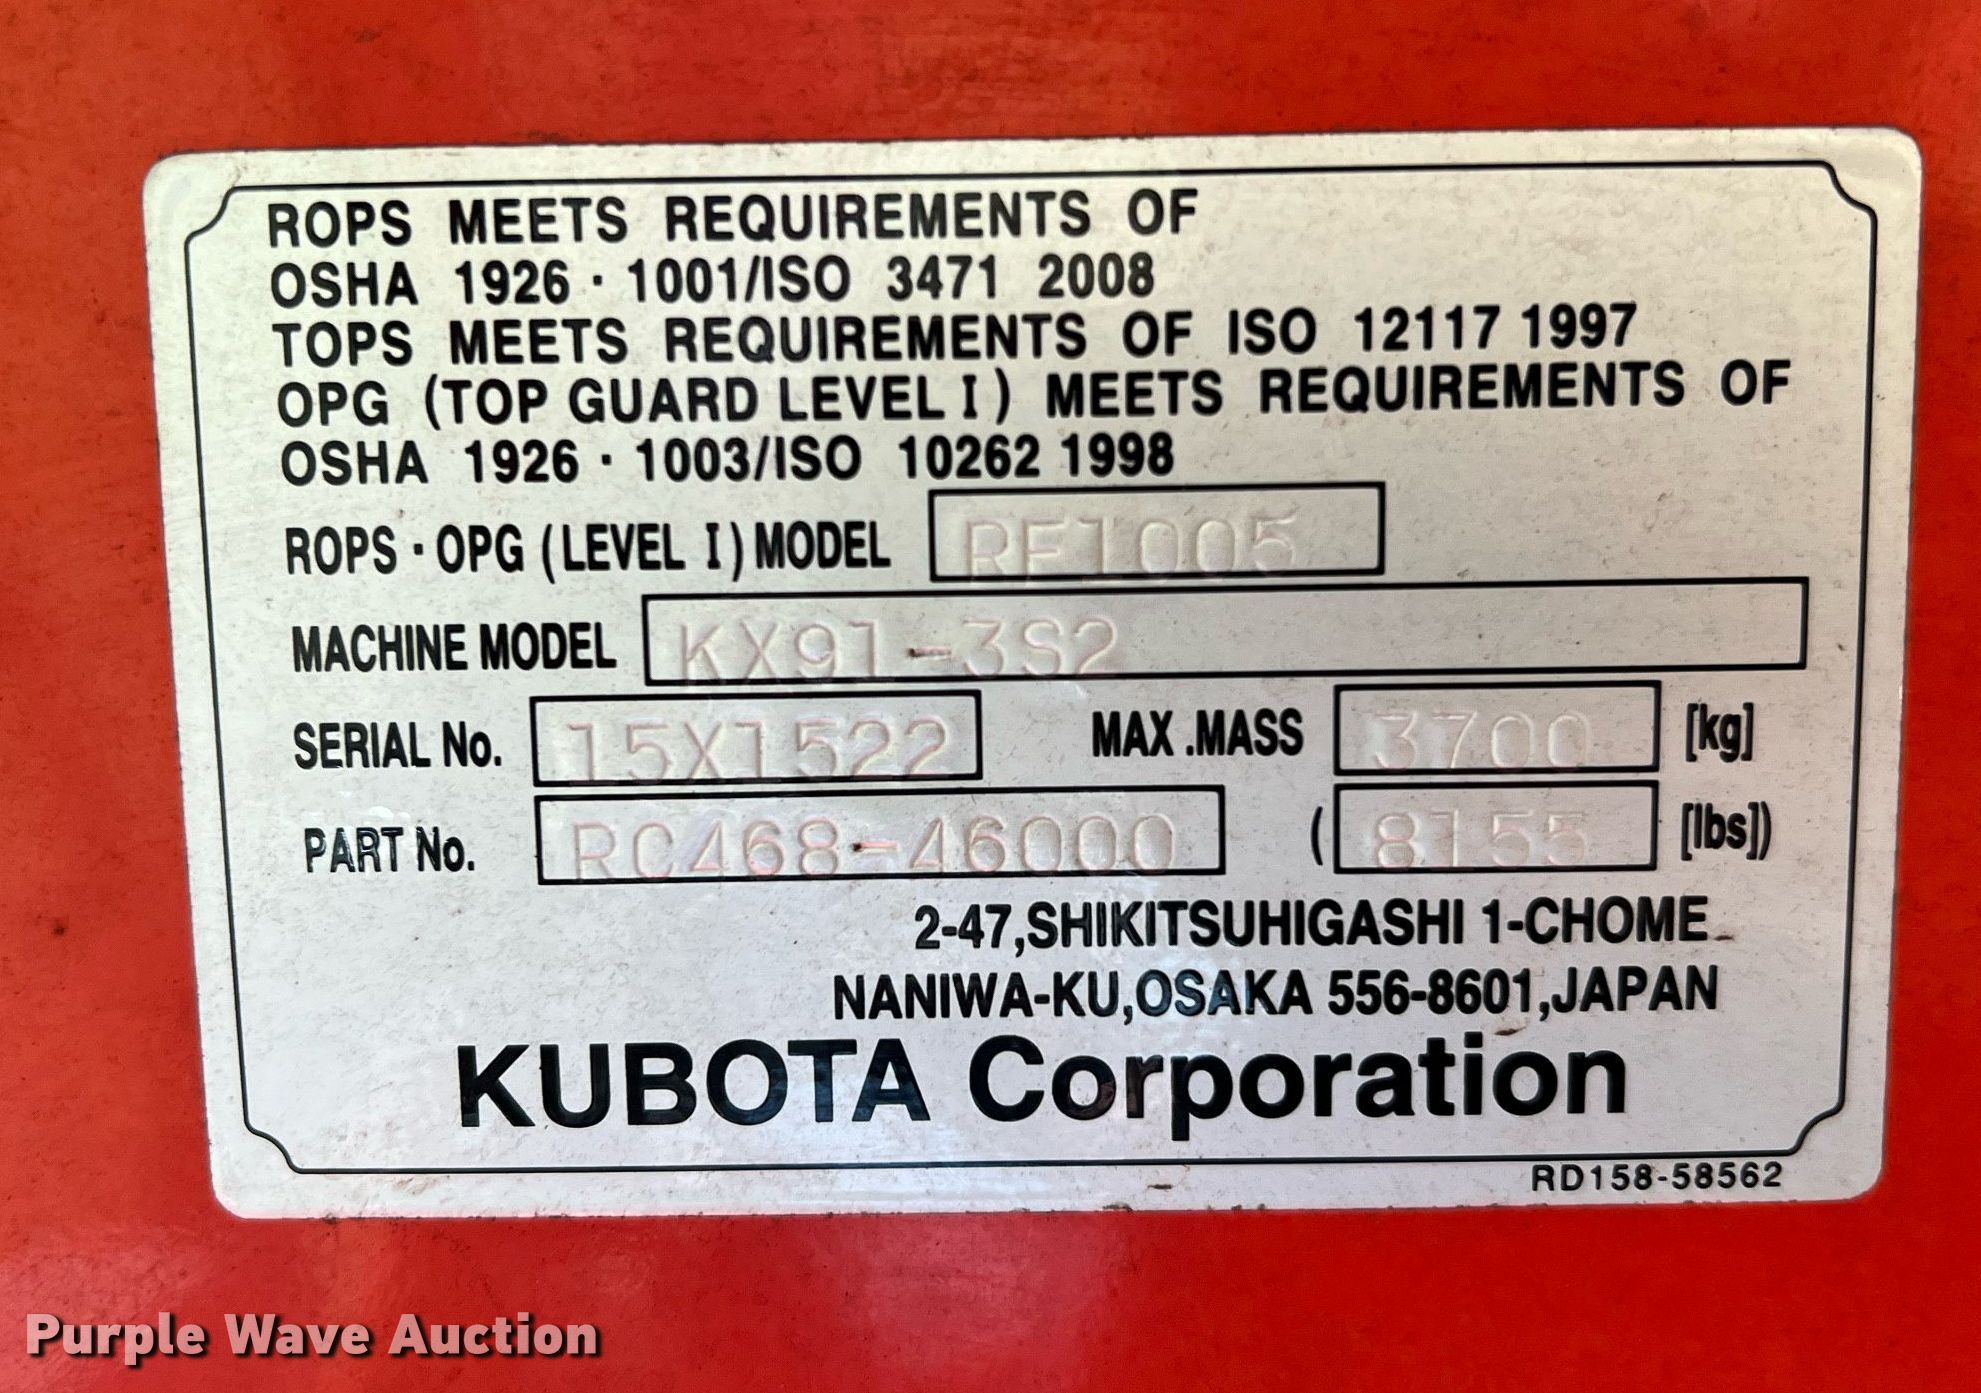 ROPS MEETS REQUIREMENTS OF
OSHA 1926・1001/ISO 3471 2008
TOPS MEETS REQUIREMENTS OF ISO 12117 1997
OPG (TOP GUARD LEVEL I) MEETS REQUIREMENTS OF
OSHA 1926・1003/ISO 10262 1998
ROPS・OPG (LEVEL I) MODEL RF1005
MACHINE MODEL KX91-3S2
SERIAL No. 15X1522 MAX.MASS 3700 [kg]
PART No. RC468-46000 (8155 [lbs])
2-47,SHIKITSUHIGASHI 1-CHOME
NANIWA-KU,OSAKA 556-8601,JAPAN
KUBOTA Corporation
RD158-58562
Purple Wave Auction